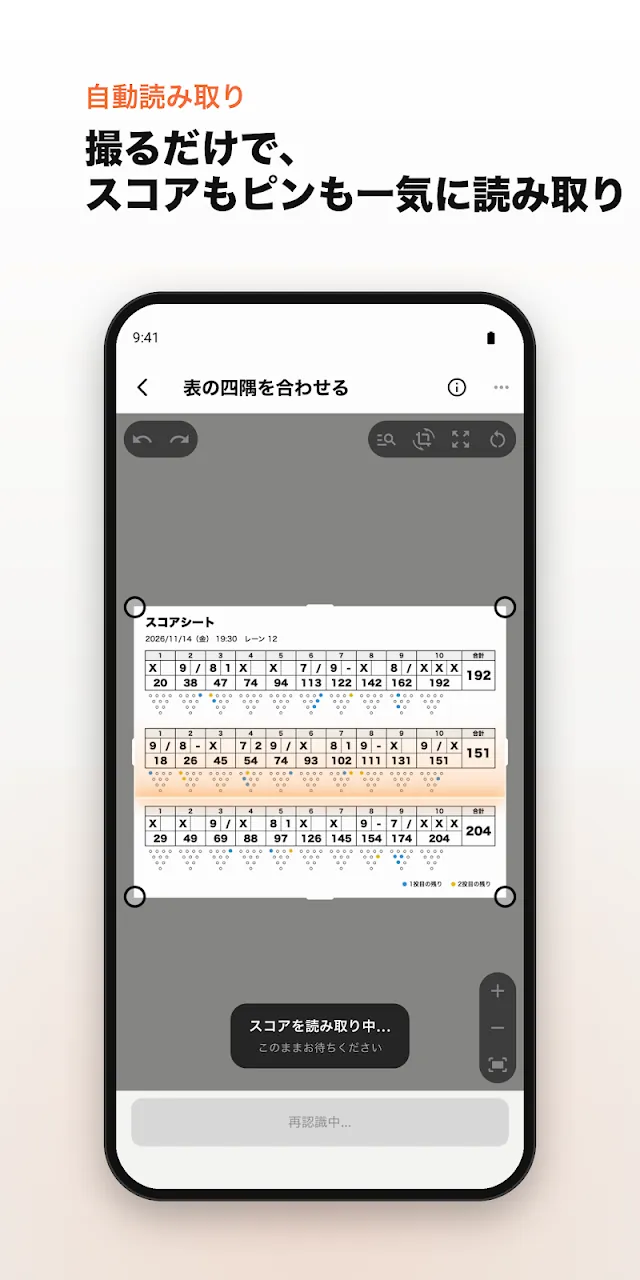 自動読み取り
撮るだけで、
スコアもピンも一気に読み取り
9:41
表の四隅を合わせる
スコアシート
2026/11/14（金） 19:30 レーン 12
1 2 3 4 5 6 7 8 9 10 合計
X 9 / 8 1 X X 7 / 9 - X 8 / X X X
20 38 47 74 94 113 122 142 162 192 192
1 2 3 4 5 6 7 8 9 10 合計
9 / 8 - X 7 2 9 / X 8 1 9 - X 9 / X
18 26 45 54 74 93 102 111 131 151 151
1 2 3 4 5 6 7 8 9 10 合計
X X 9 / X 8 1 X X 9 - 7 / X X X
29 49 69 88 97 126 145 154 174 204 204
1投目の残り 2投目の残り
スコアを読み取り中...
このままお待ちください
再認識中...